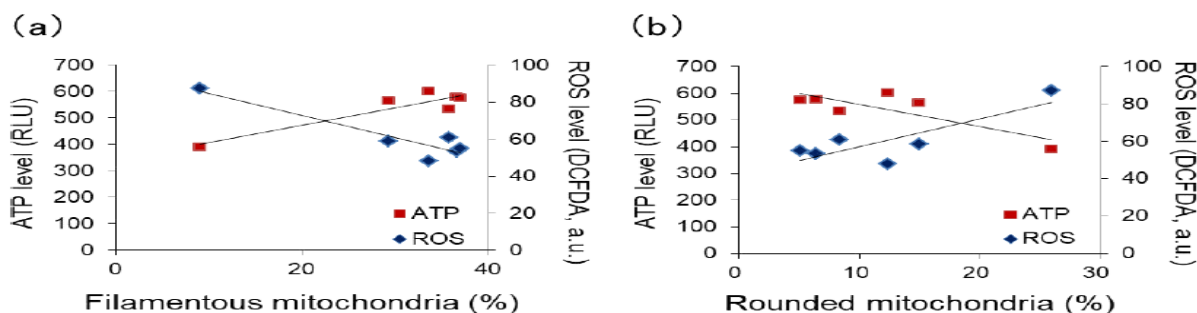 (a)
700
600
500
400
300
200
100
0
ATP level (RLU)
100
80
60
40
20
0
ROS level (DCFDA, a.u.)
ATP
ROS
0
20
40
Filamentous mitochondria (%)
(b)
700
600
500
400
300
200
100
0
ATP level (RLU)
100
80
60
40
20
0
ROS level (DCFDA, a.u.)
ATP
ROS
0
10
20
30
Rounded mitochondria (%)